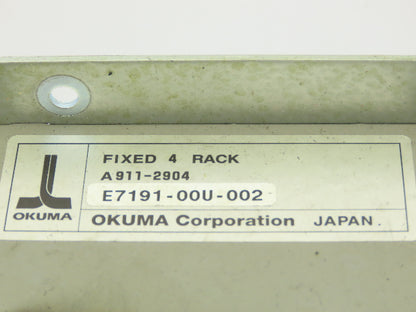 FIXED 4 RACK
A911-2904
E7191-00U-002
OKUMA
OKUMA Corporation JAPAN.